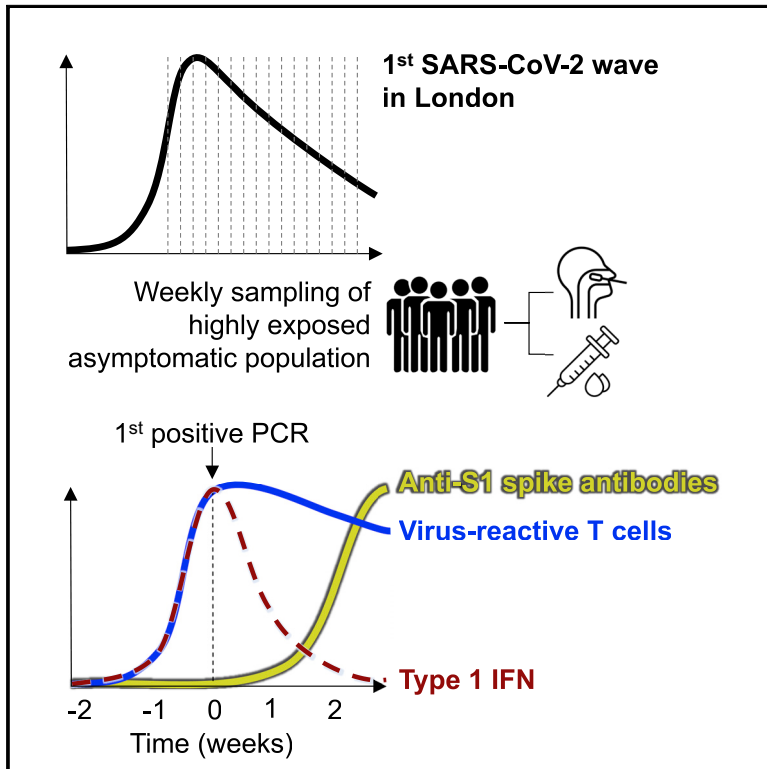 1st SARS-CoV-2 wave
in London
Weekly sampling of
highly exposed
asymptomatic population
1st positive PCR
Anti-S1 spike antibodies
Virus-reactive T cells
Type 1 IFN
-2 -1 0 1 2
Time (weeks)